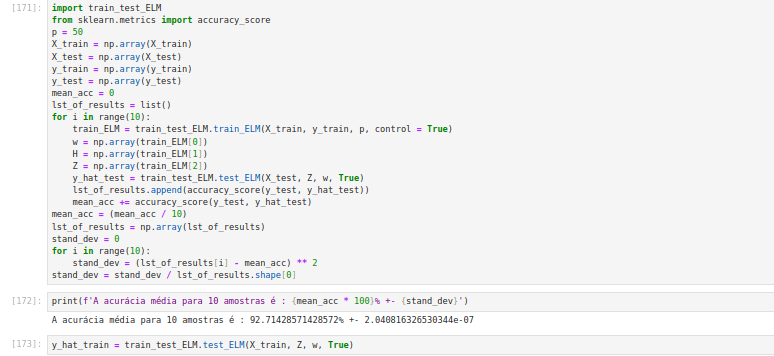 [171]: import train_test_ELM
from sklearn.metrics import accuracy_score
p = 50
X_train = np.array(X_train)
X_test = np.array(X_test)
y_train = np.array(y_train)
y_test = np.array(y_test)
mean_acc = 0
lst_of_results = list()
for i in range(10):
    train_ELM = train_test_ELM.train_ELM(X_train, y_train, p, control = True)
    w = np.array(train_ELM[0])
    H = np.array(train_ELM[1])
    Z = np.array(train_ELM[2])
    y_hat_test = train_test_ELM.test_ELM(X_test, Z, w, True)
    lst_of_results.append(accuracy_score(y_test, y_hat_test))
    mean_acc += accuracy_score(y_test, y_hat_test)
mean_acc = (mean_acc / 10)
lst_of_results = np.array(lst_of_results)
stand_dev = 0
for i in range(10):
    stand_dev = (lst_of_results[i] - mean_acc) ** 2
stand_dev = stand_dev / lst_of_results.shape[0]
[172]: print(f'A acurácia média para 10 amostras é : {mean_acc * 100}% +- {stand_dev}')
A acurácia média para 10 amostras é : 92.71428571428572% +- 2.040816326530344e-07
[173]: y_hat_train = train_test_ELM.test_ELM(X_train, Z, w, True)